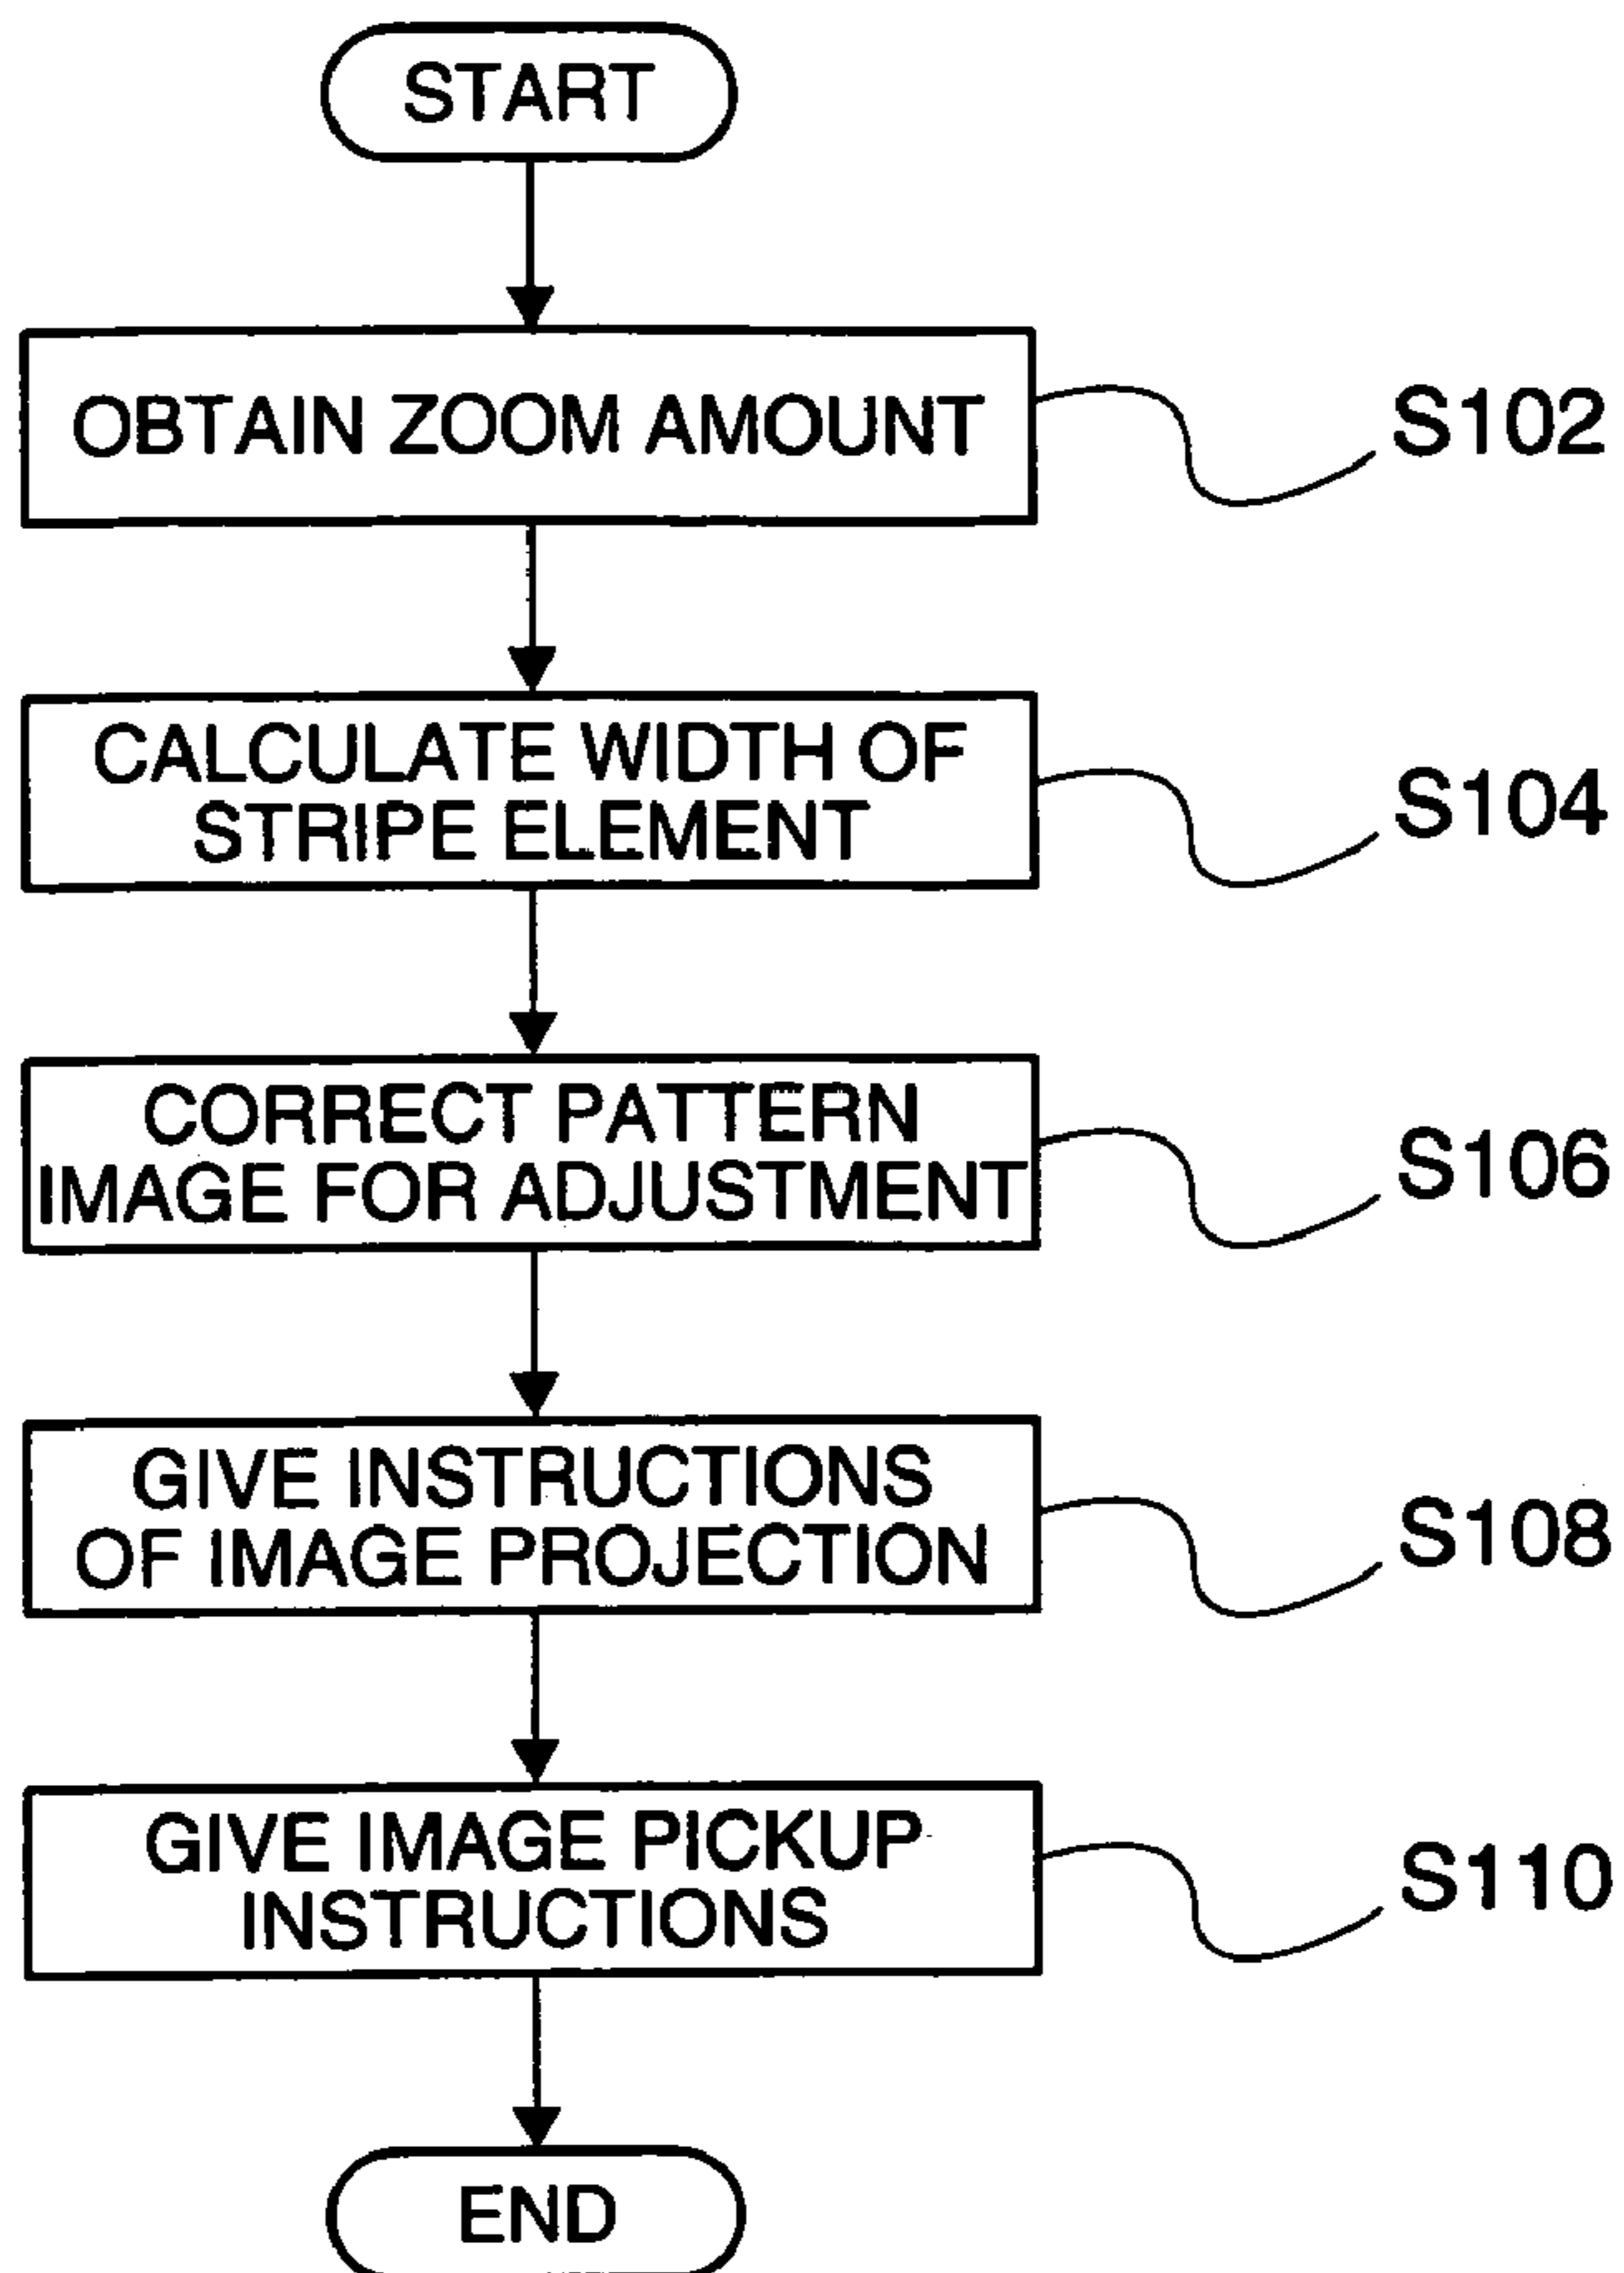 START
OBTAIN ZOOM AMOUNT
S102
CALCULATE WIDTH OF
STRIPE ELEMENT
S104
CORRECT PATTERN
IMAGE FOR ADJUSTMENT
S106
GIVE INSTRUCTIONS
OF IMAGE PROJECTION
S108
GIVE IMAGE PICKUP
INSTRUCTIONS
S110
END